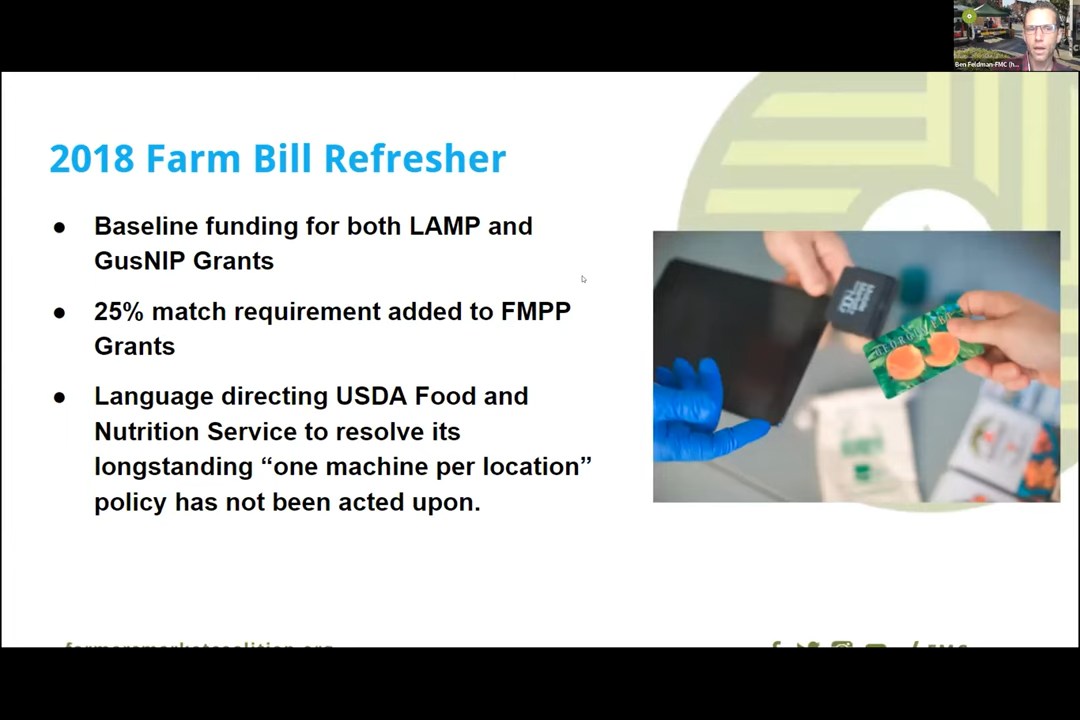 Ben Feldman-FMC (h...
2018 Farm Bill Refresher
● Baseline funding for both LAMP and
GusNIP Grants
● 25% match requirement added to FMPP
Grants
● Language directing USDA Food and
Nutrition Service to resolve its
longstanding “one machine per location”
policy has not been acted upon.
farmersmarketcoalition.org
/FMC